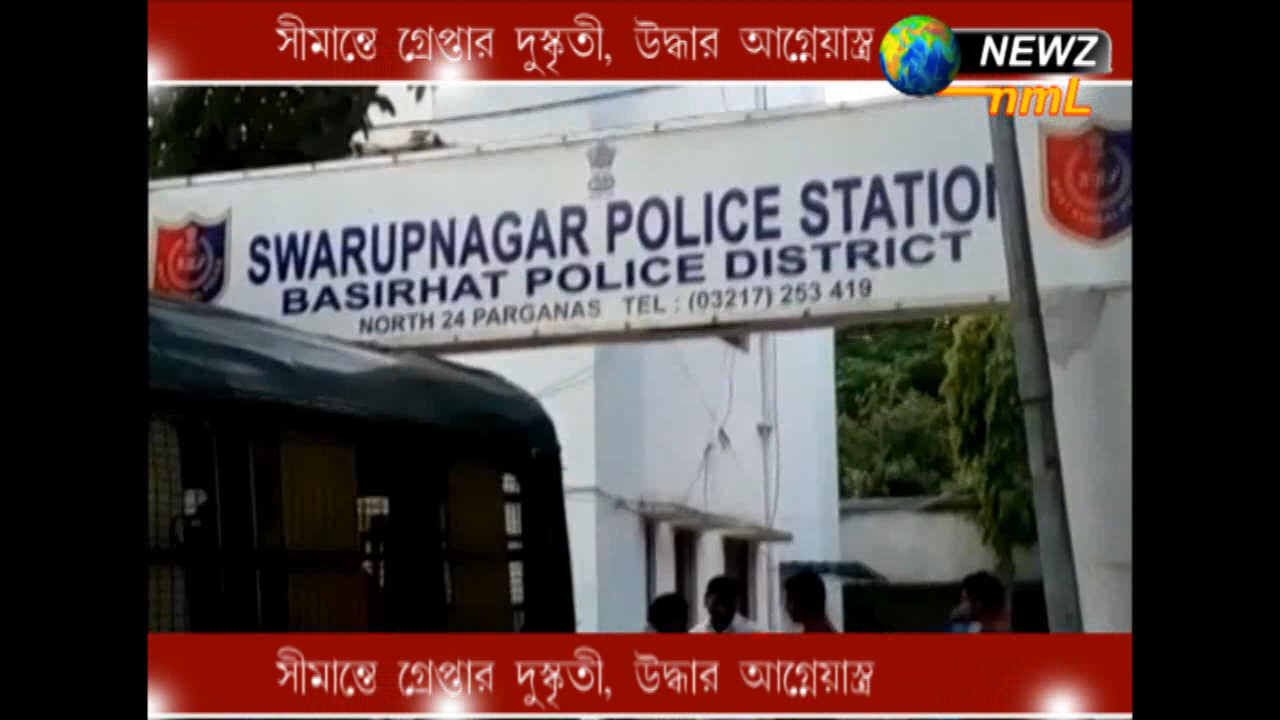 সীমান্তে গ্রেপ্তার দুস্কৃতী, উদ্ধার আগ্নেয়াস্ত্র
NEWZ
nmL
SWARUPNAGAR POLICE STATION
BASIRHAT POLICE DISTRICT
NORTH 24 PARGANAS TEL : (03217) 253 419
সীমান্তে গ্রেপ্তার দুস্কৃতী, উদ্ধার আগ্নেয়াস্ত্র